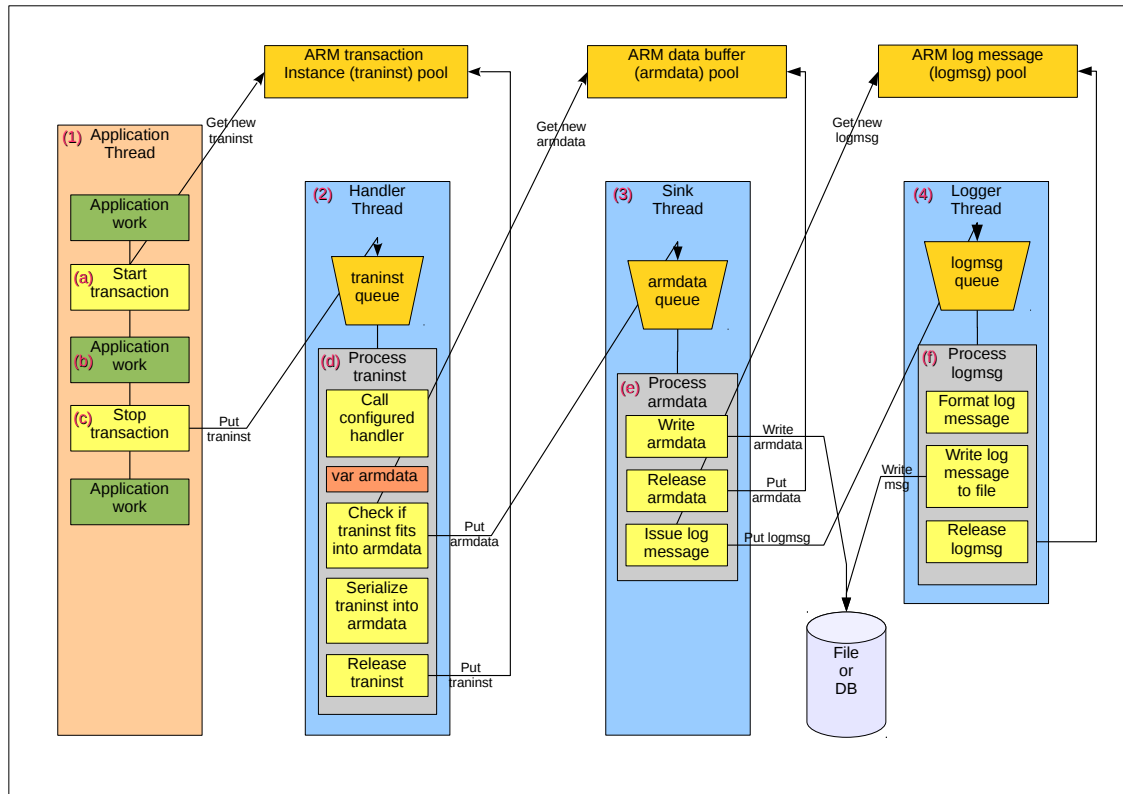 ARM transaction
Instance (traninst) pool
ARM data buffer
(armdata) pool
ARM log message
(logmsg) pool
Get new
traninst
Get new
armdata
Get new
logmsg
(1) Application
Thread
Application
work
(a) Start
transaction
(b) Application
work
(c) Stop
transaction
Application
work
Put
traninst
(2) Handler
Thread
traninst
queue
(d) Process
traninst
Call
configured
handler
var armdata
Check if
traninst fits
into armdata
Serialize
traninst into
armdata
Release
traninst
Put
armdata
Put
traninst
(3) Sink
Thread
armdata
queue
(e) Process
armdata
Write
armdata
Release
armdata
Issue log
message
Write
armdata
Put
armdata
Put logmsg
(4) Logger
Thread
logmsg
queue
(f) Process
logmsg
Format log
message
Write log
message
to file
Release
logmsg
Write
msg
File
or
DB